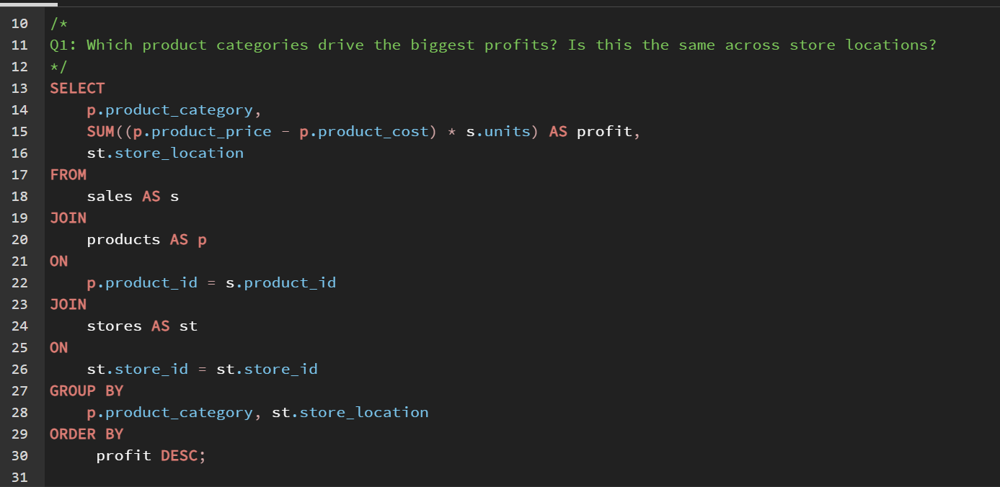 10 /*
11 Q1: Which product categories drive the biggest profits? Is this the same across store locations?
12 */
13 SELECT
14     p.product_category,
15     SUM((p.product_price - p.product_cost) * s.units) AS profit,
16     st.store_location
17 FROM
18     sales AS s
19 JOIN
20     products AS p
21 ON
22     p.product_id = s.product_id
23 JOIN
24     stores AS st
25 ON
26     st.store_id = st.store_id
27 GROUP BY
28     p.product_category, st.store_location
29 ORDER BY
30      profit DESC;
31